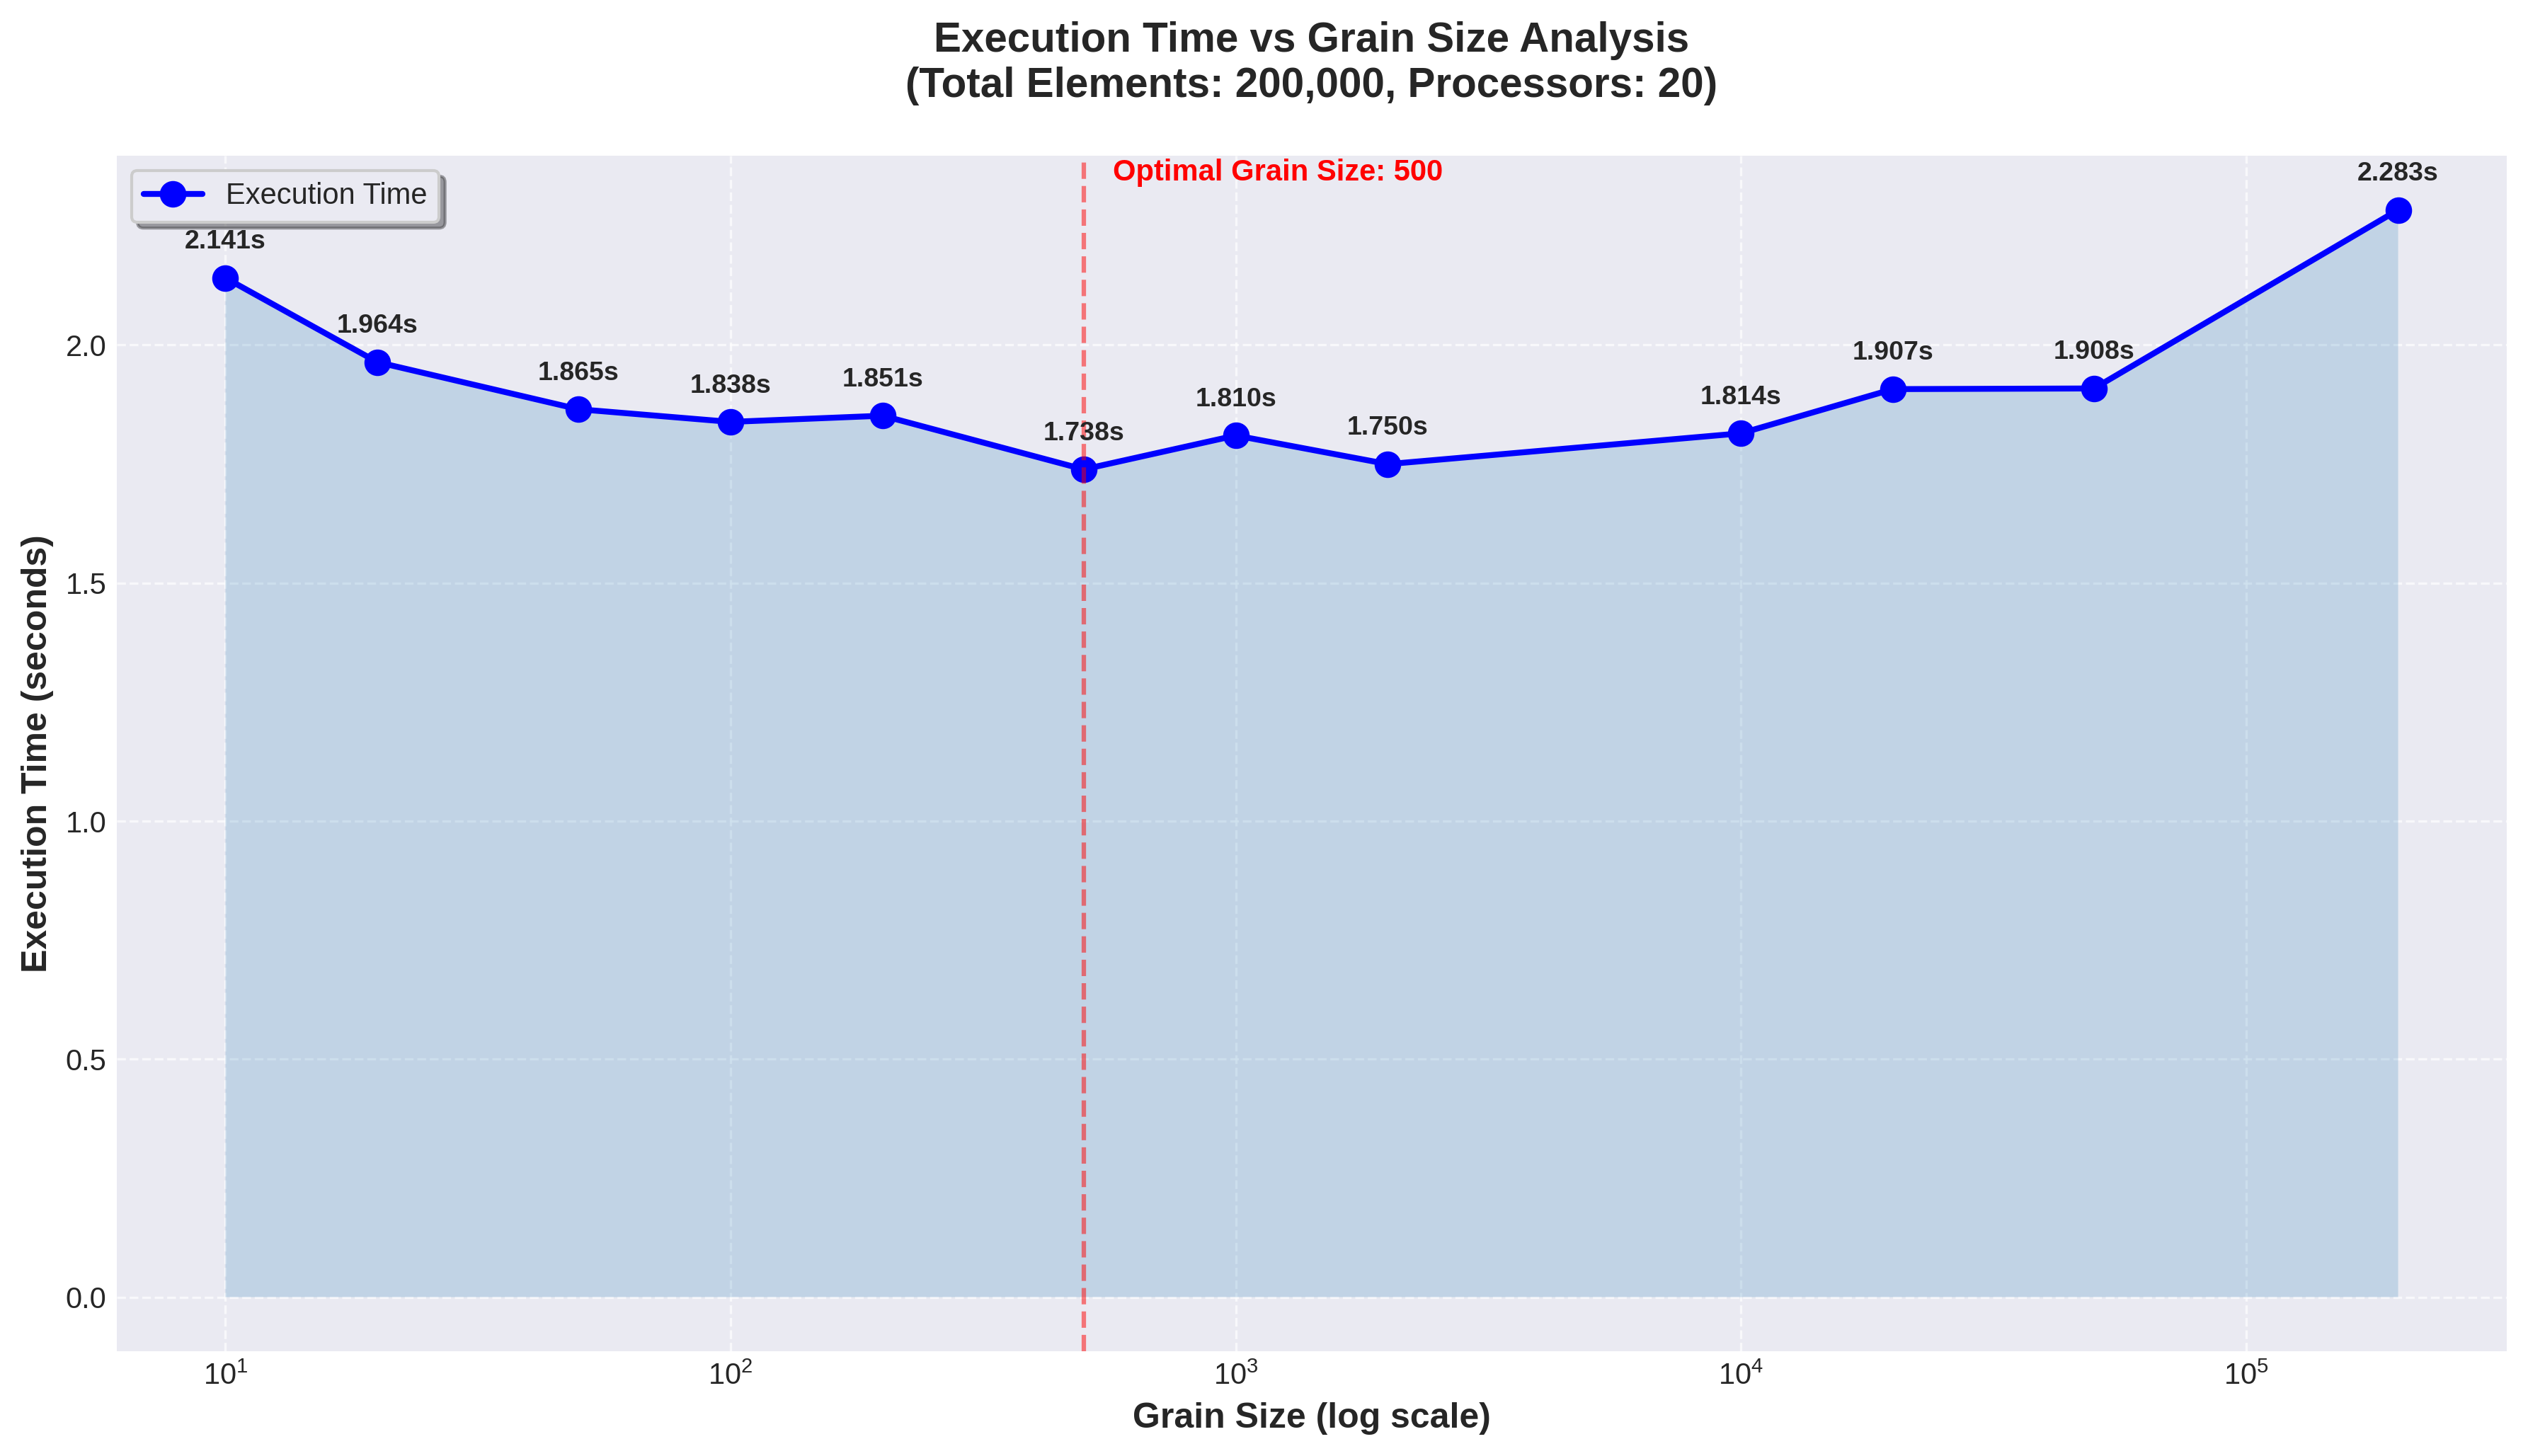 Execution Time vs Grain Size Analysis
(Total Elements: 200,000, Processors: 20)
Optimal Grain Size: 500
2.283s
Execution Time
2.141s
1.964s
1.865s
1.838s
1.851s
1.738s
1.810s
1.750s
1.814s
1.907s
1.908s
2.0
1.5
1.0
0.5
0.0
Execution Time (seconds)
10¹ 10² 10³ 10⁴ 10⁵
Grain Size (log scale)